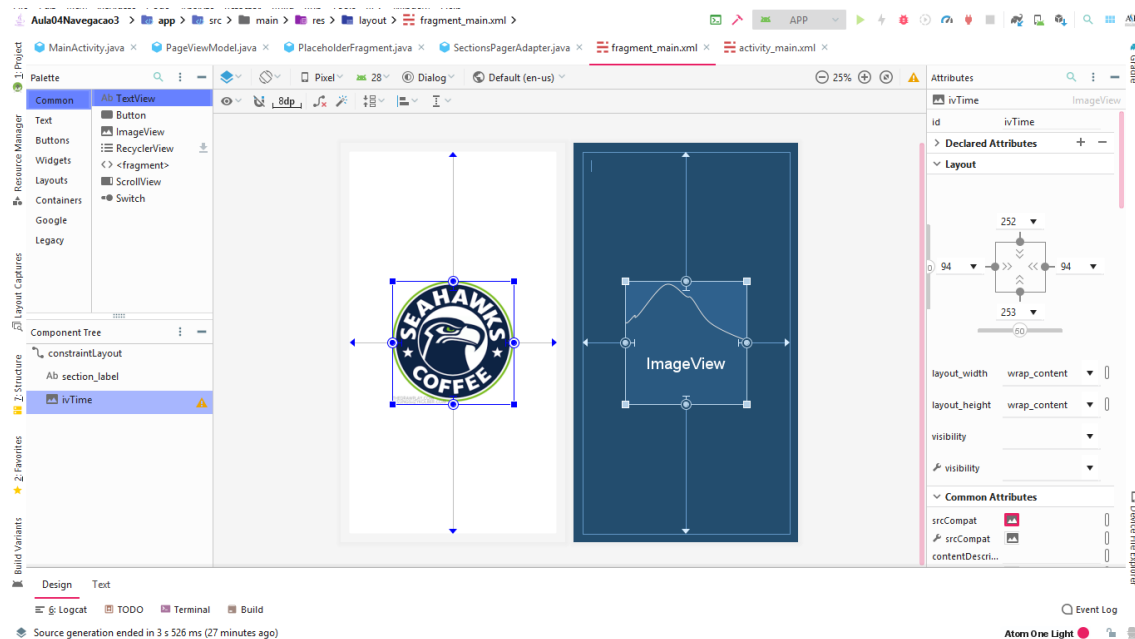 Aula04Navegacao3 app src main res layout fragment_main.xml APP
MainActivity.java PageViewModel.java PlaceholderFragment.java SectionsPagerAdapter.java fragment_main.xml activity_main.xml
1: Project
Resource Manager
Layout Captures
Z: Structure
2: Favorites
Build Variants
Palette
Common
Text
Buttons
Widgets
Layouts
Containers
Google
Legacy
Ab TextView
Button
ImageView
RecyclerView
<fragment>
ScrollView
Switch
Component Tree
constraintLayout
Ab section_label
ivTime
Pixel 28 Dialog Default (en-us) 25%
8dp
SEAHAWKS
COFFEE
ImageView
Attributes
ivTime ImageView
id ivTime
Declared Attributes
Layout
252
94 94
253
50
layout_width wrap_content
layout_height wrap_content
visibility
visibility
Common Attributes
srcCompat
srcCompat
contentDescri...
Gradle
Device File Explorer
Design Text
6: Logcat TODO Terminal Build Event Log
Source generation ended in 3 s 526 ms (27 minutes ago) Atom One Light